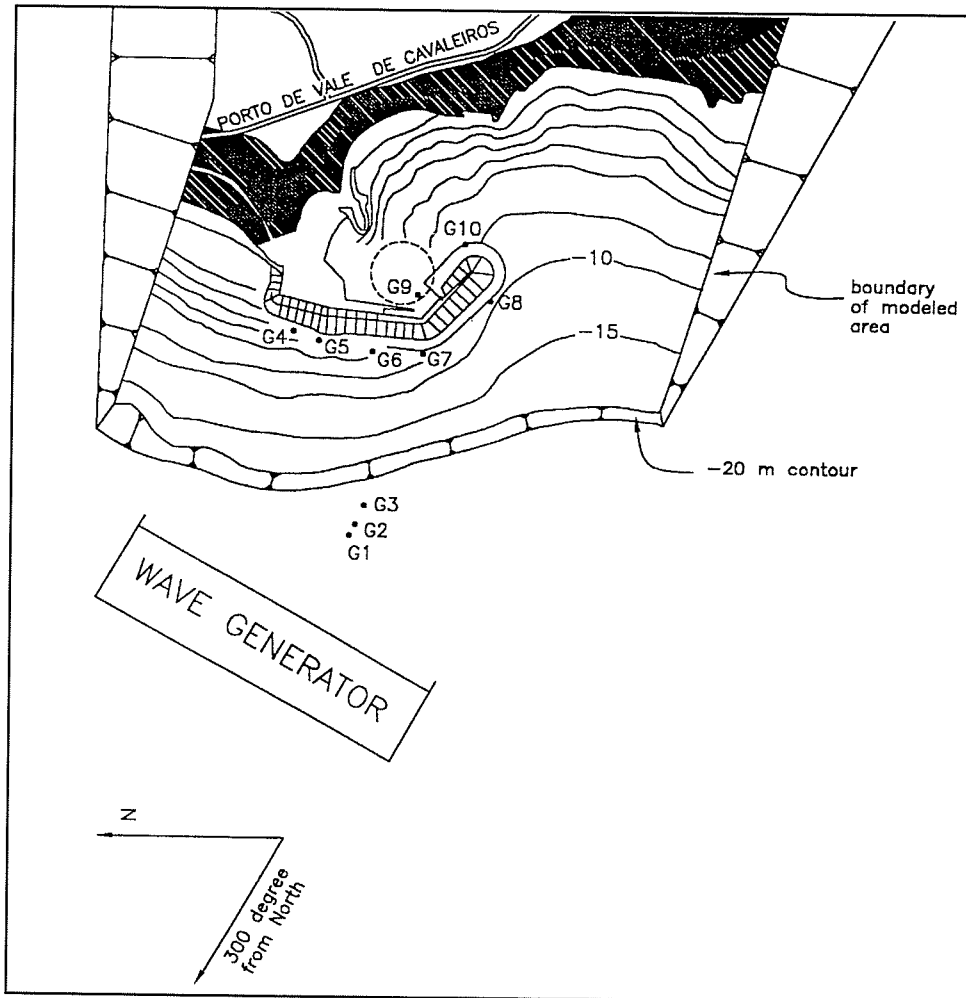 PORTO DE VALE DE CAVALEIROS
G10
G9
G8
-10
boundary
of modeled
area
G4
G5
G6
G7
-15
-20 m contour
G3
G2
G1
WAVE GENERATOR
N
300 degree
from North